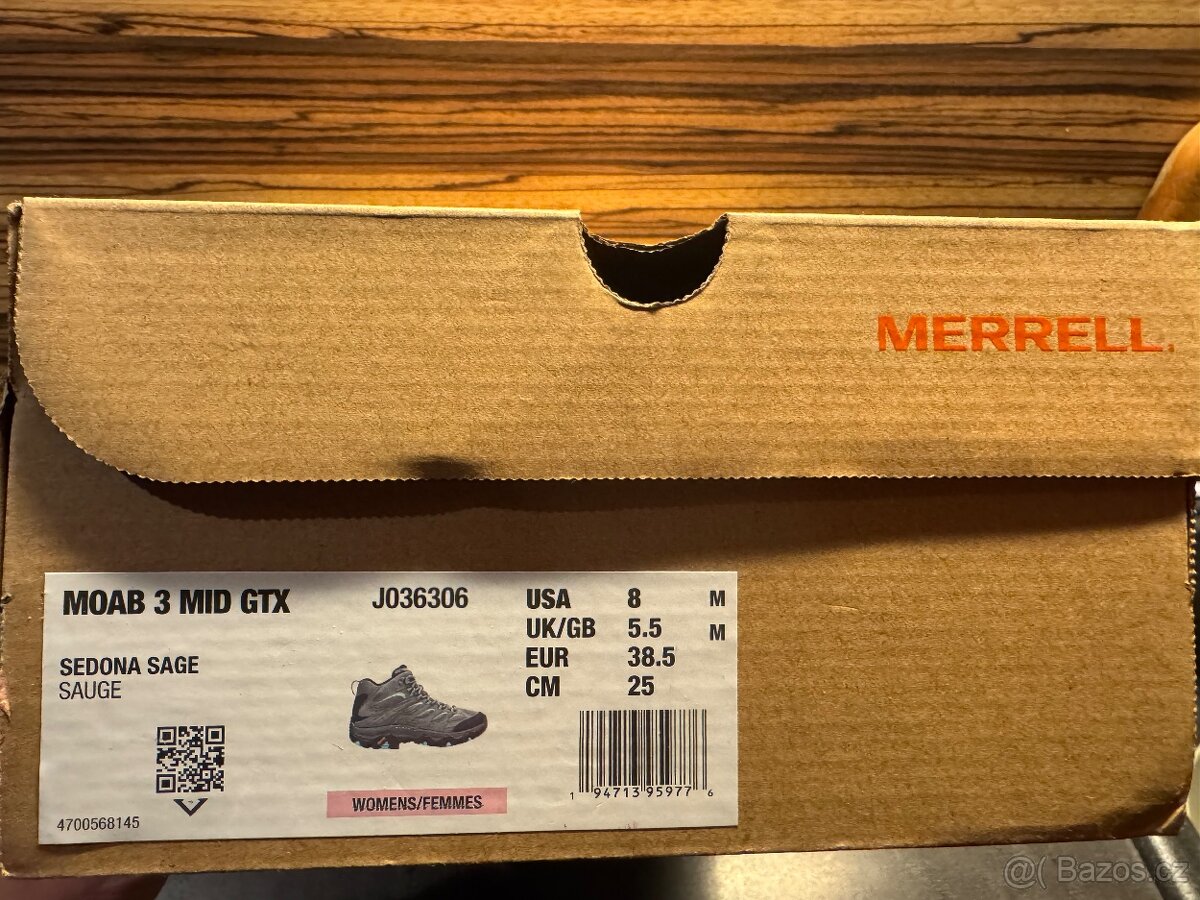 MERRELL.
MOAB 3 MID GTX
J036306
USA 8 M
UK/GB 5.5 M
EUR 38.5
CM 25
SEDONA SAGE
SAUGE
WOMENS/FEMMES
4700568145
1 94713 95977 6
@( Bazos.cz